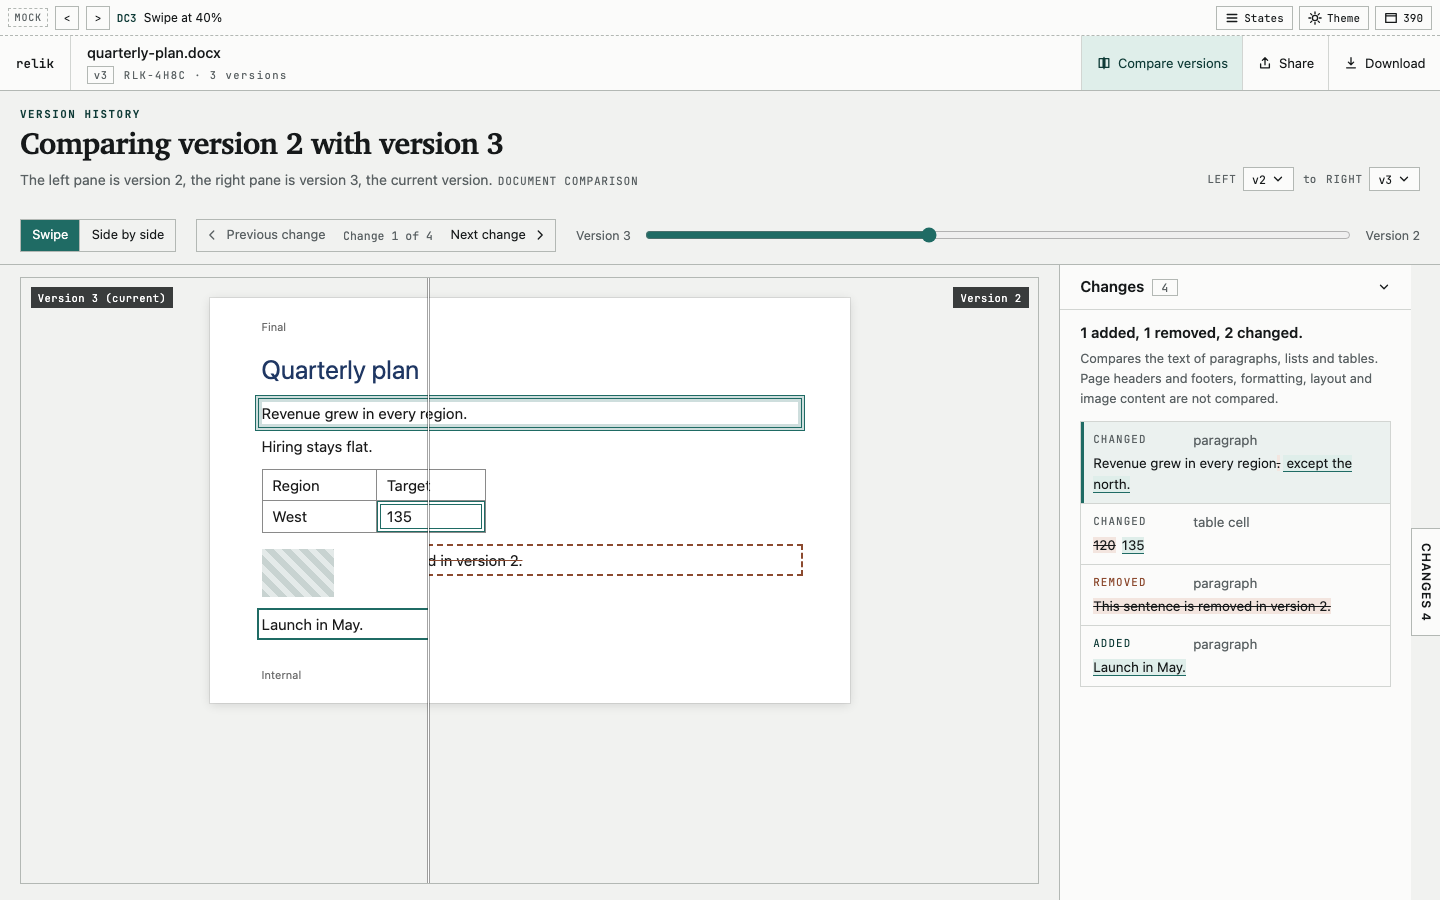 MOCK < > DC3 Swipe at 40% States Theme 390
relik
quarterly-plan.docx
v3 RLK-4H8C · 3 versions
Compare versions Share Download
VERSION HISTORY
Comparing version 2 with version 3
The left pane is version 2, the right pane is version 3, the current version. DOCUMENT COMPARISON
LEFT v2 to RIGHT v3
Swipe Side by side Previous change Change 1 of 4 Next change Version 3 Version 2
Version 3 (current) Version 2
Final
Quarterly plan
Revenue grew in every region.
Hiring stays flat.
Region Target
West 135
d in version 2.
Launch in May.
Internal
Changes 4
1 added, 1 removed, 2 changed.
Compares the text of paragraphs, lists and tables.
Page headers and footers, formatting, layout and
image content are not compared.
CHANGED paragraph
Revenue grew in every region. except the
north.
CHANGED table cell
120 135
REMOVED paragraph
This sentence is removed in version 2.
ADDED paragraph
Launch in May.
CHANGES 4